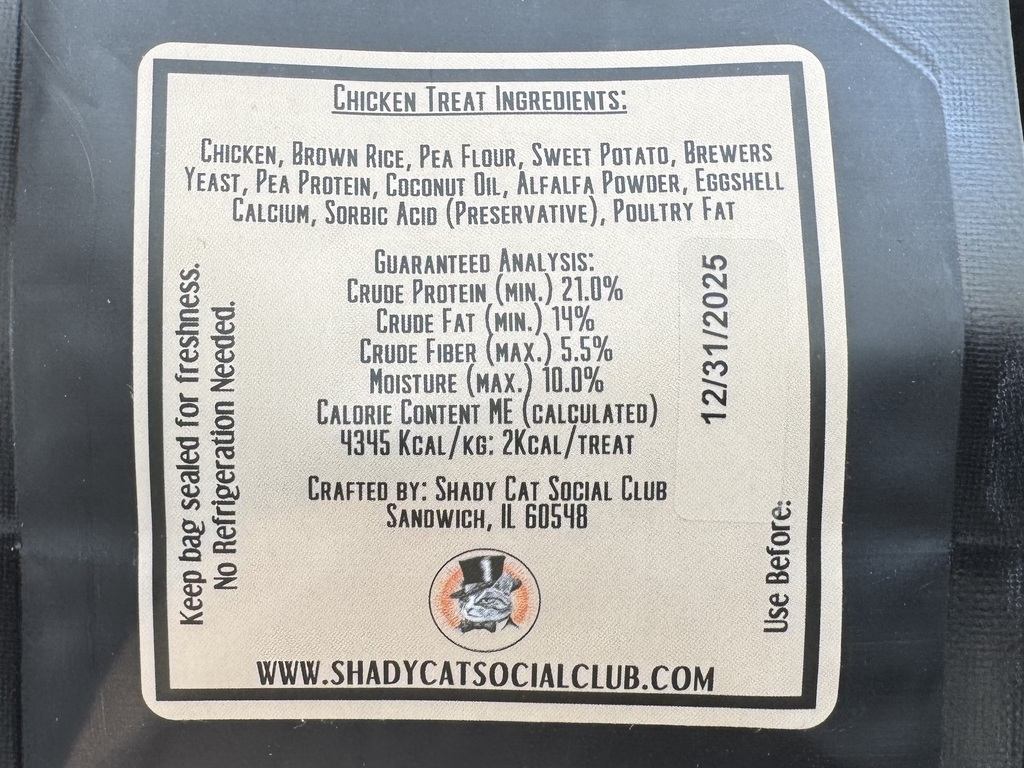 Chicken Treat Ingredients:
Chicken, Brown Rice, Pea Flour, Sweet Potato, Brewers
Yeast, Pea Protein, Coconut Oil, Alfalfa Powder, Eggshell
Calcium, Sorbic Acid (Preservative), Poultry Fat
Guaranteed Analysis:
Crude Protein (min.) 21.0%
Crude Fat (min.) 14%
Crude Fiber (max.) 5.5%
Moisture (max.) 10.0%
Calorie Content ME (calculated)
4345 Kcal/kg: 2Kcal/treat
Crafted by: Shady Cat Social Club
Sandwich, IL 60548
www.shadycatsocialclub.com
Keep bag sealed for freshness.
No Refrigeration Needed.
Use Before:
12/31/2025